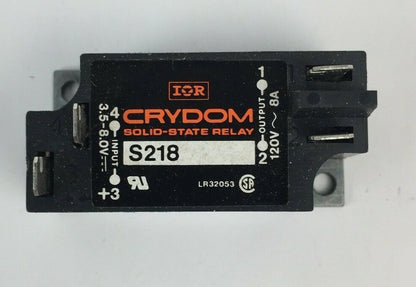 IOR
CRYDOM
SOLID-STATE RELAY
S218
LR32053
SA
4
INPUT
+3
3.5-8.0V⎓
1
OUTPUT
2
120V~ 8A